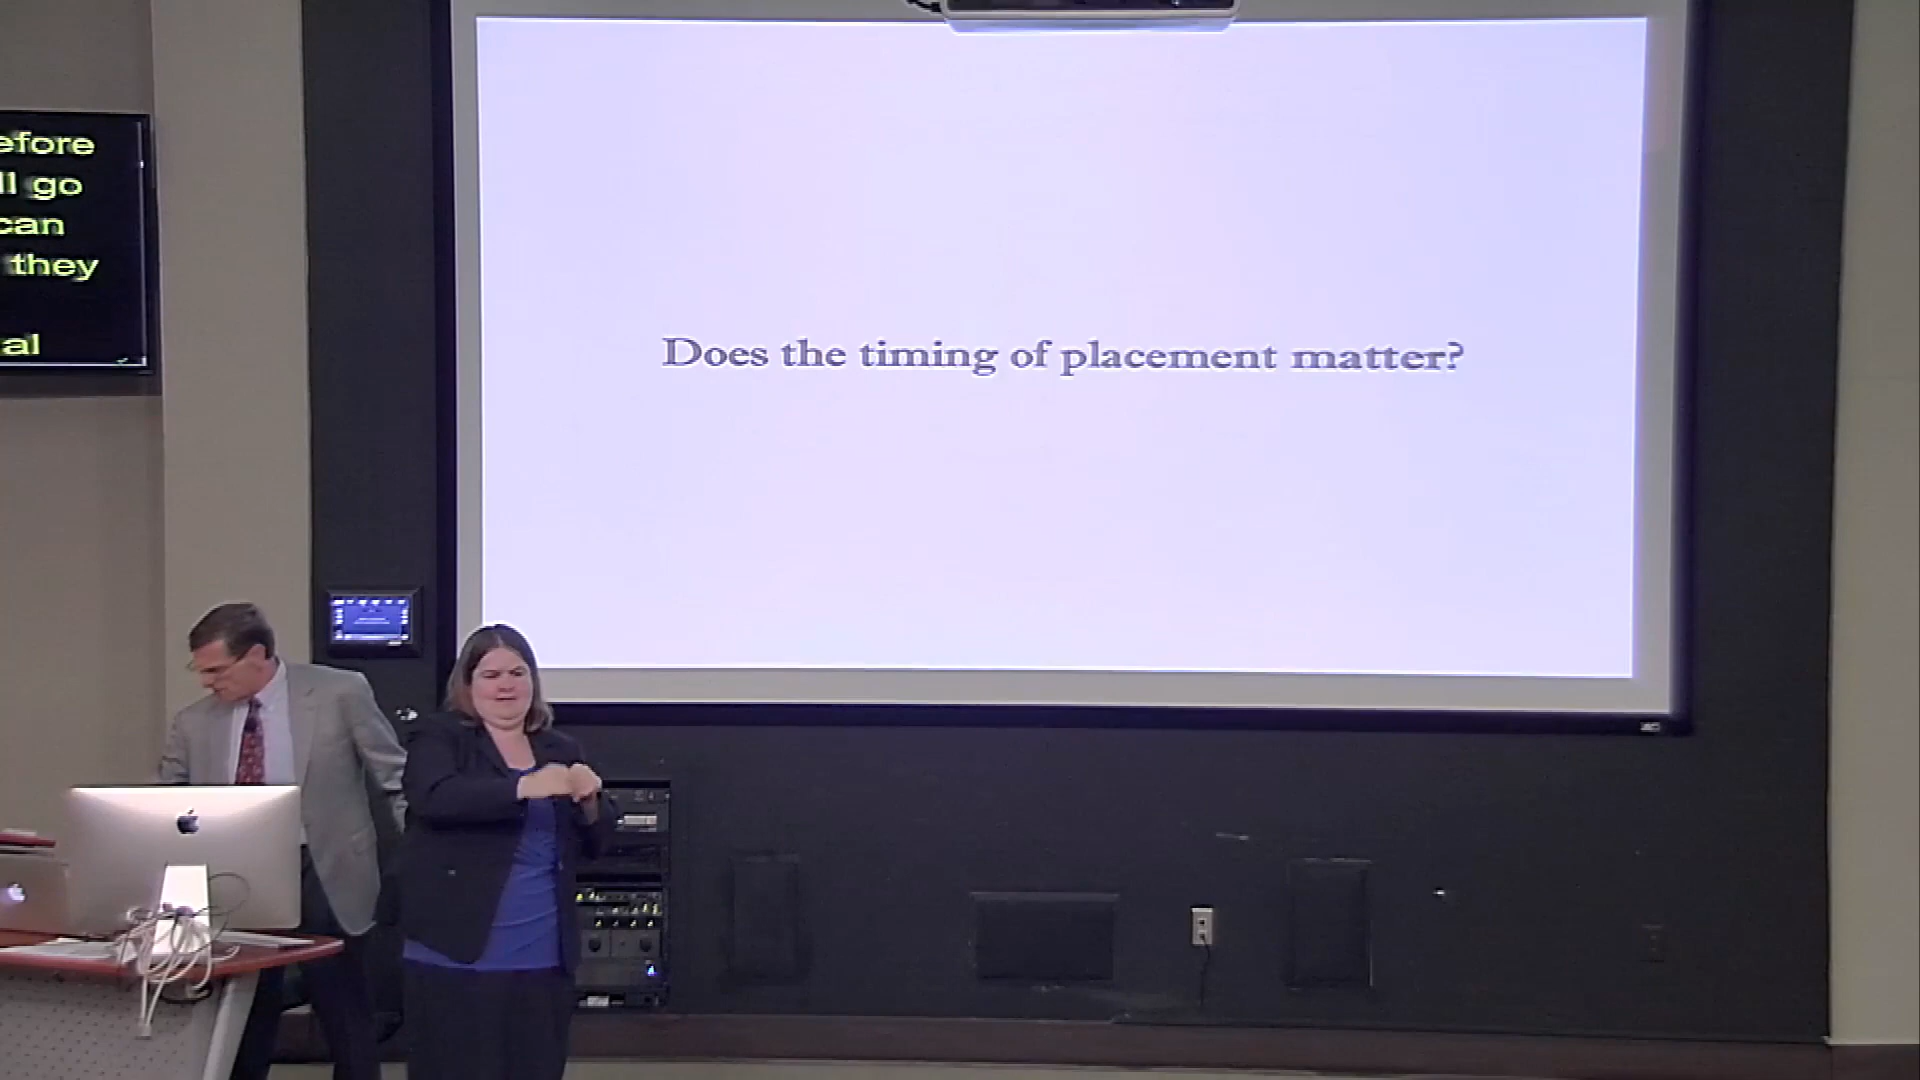 efore
ll go
can
they
al
Does the timing of placement matter?